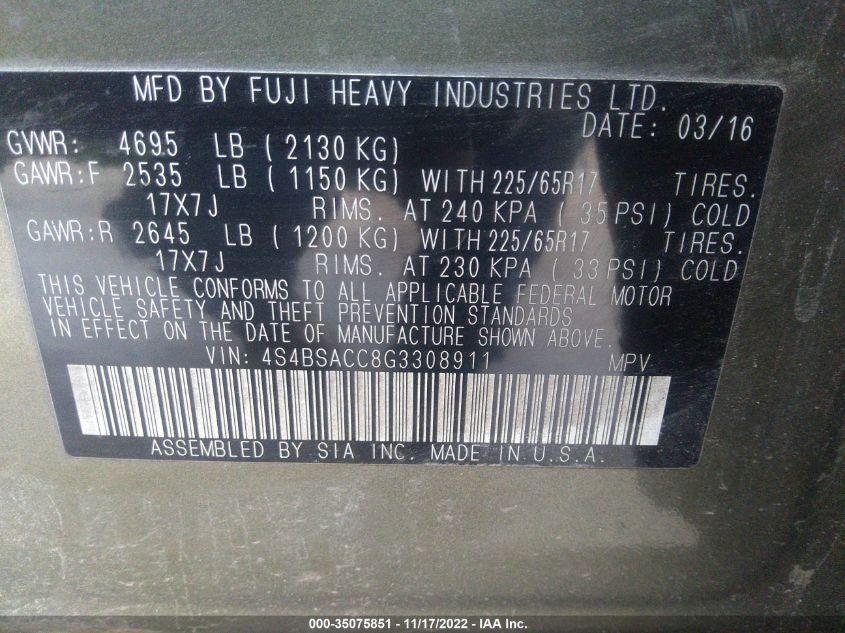 MFD BY FUJI HEAVY INDUSTRIES LTD.
DATE: 03/16
GVWR: 4695 LB ( 2130 KG)
GAWR:F 2535 LB ( 1150 KG) WITH 225/65R17 TIRES.
17X7J RIMS. AT 240 KPA ( 35 PSI) COLD
GAWR:R 2645 LB ( 1200 KG) WITH 225/65R17 TIRES.
17X7J RIMS. AT 230 KPA ( 33 PSI) COLD
THIS VEHICLE CONFORMS TO ALL APPLICABLE FEDERAL MOTOR
VEHICLE SAFETY AND THEFT PREVENTION STANDARDS
IN EFFECT ON THE DATE OF MANUFACTURE SHOWN ABOVE.
VIN: 4S4BSACC8G3308911 MPV
ASSEMBLED BY SIA INC. MADE IN U.S.A.
000-35075851 - 11/17/2022 - IAA Inc.